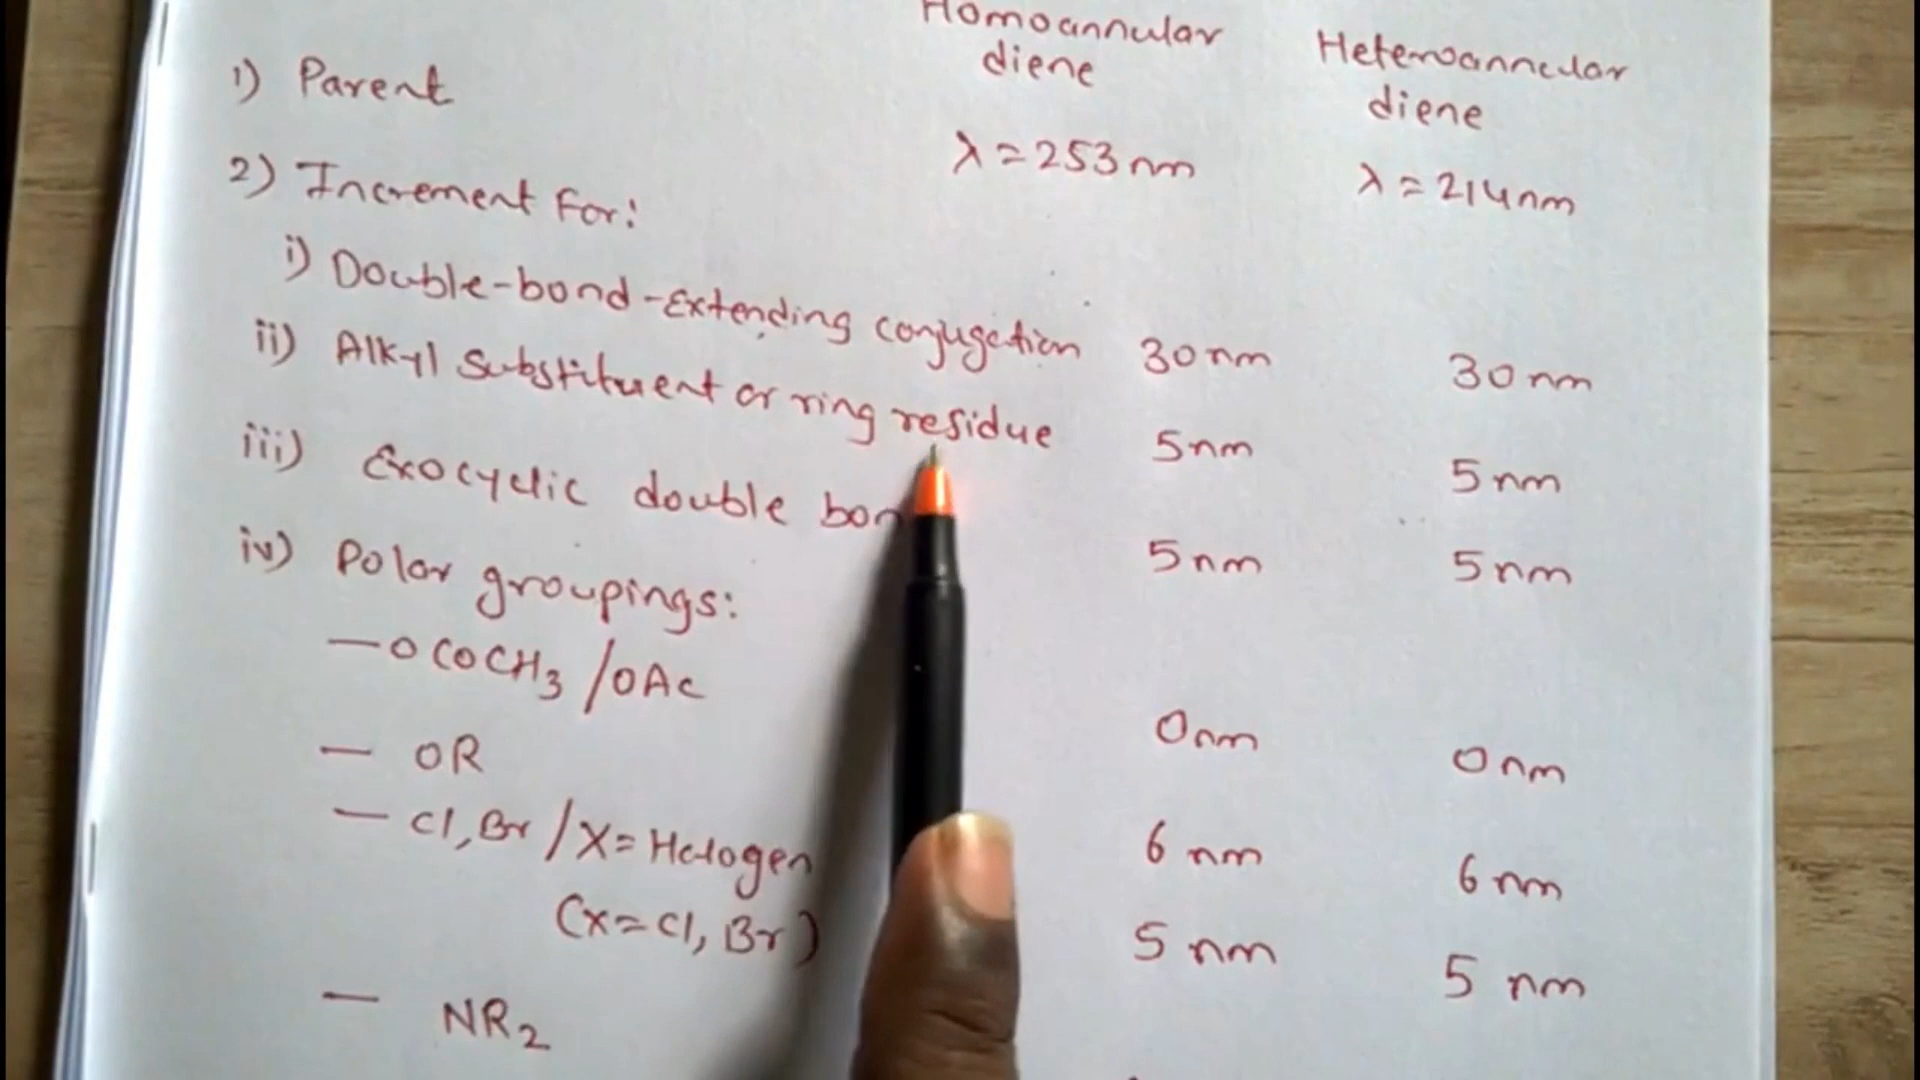 Homoannular diene
Heteroannular diene
1) Parent
λ = 253 nm
λ = 214 nm
2) Increment for:
i) Double-bond-Extending conjugation 30 nm 30 nm
ii) Alkyl Substituent or ring residue 5 nm 5 nm
iii) Exocyclic double bon 5 nm 5 nm
iv) Polar groupings:
— OCOCH3 /OAc 0 nm 0 nm
— OR 6 nm 6 nm
— Cl, Br / X = Halogen 5 nm 5 nm
(X = Cl, Br)
— NR2